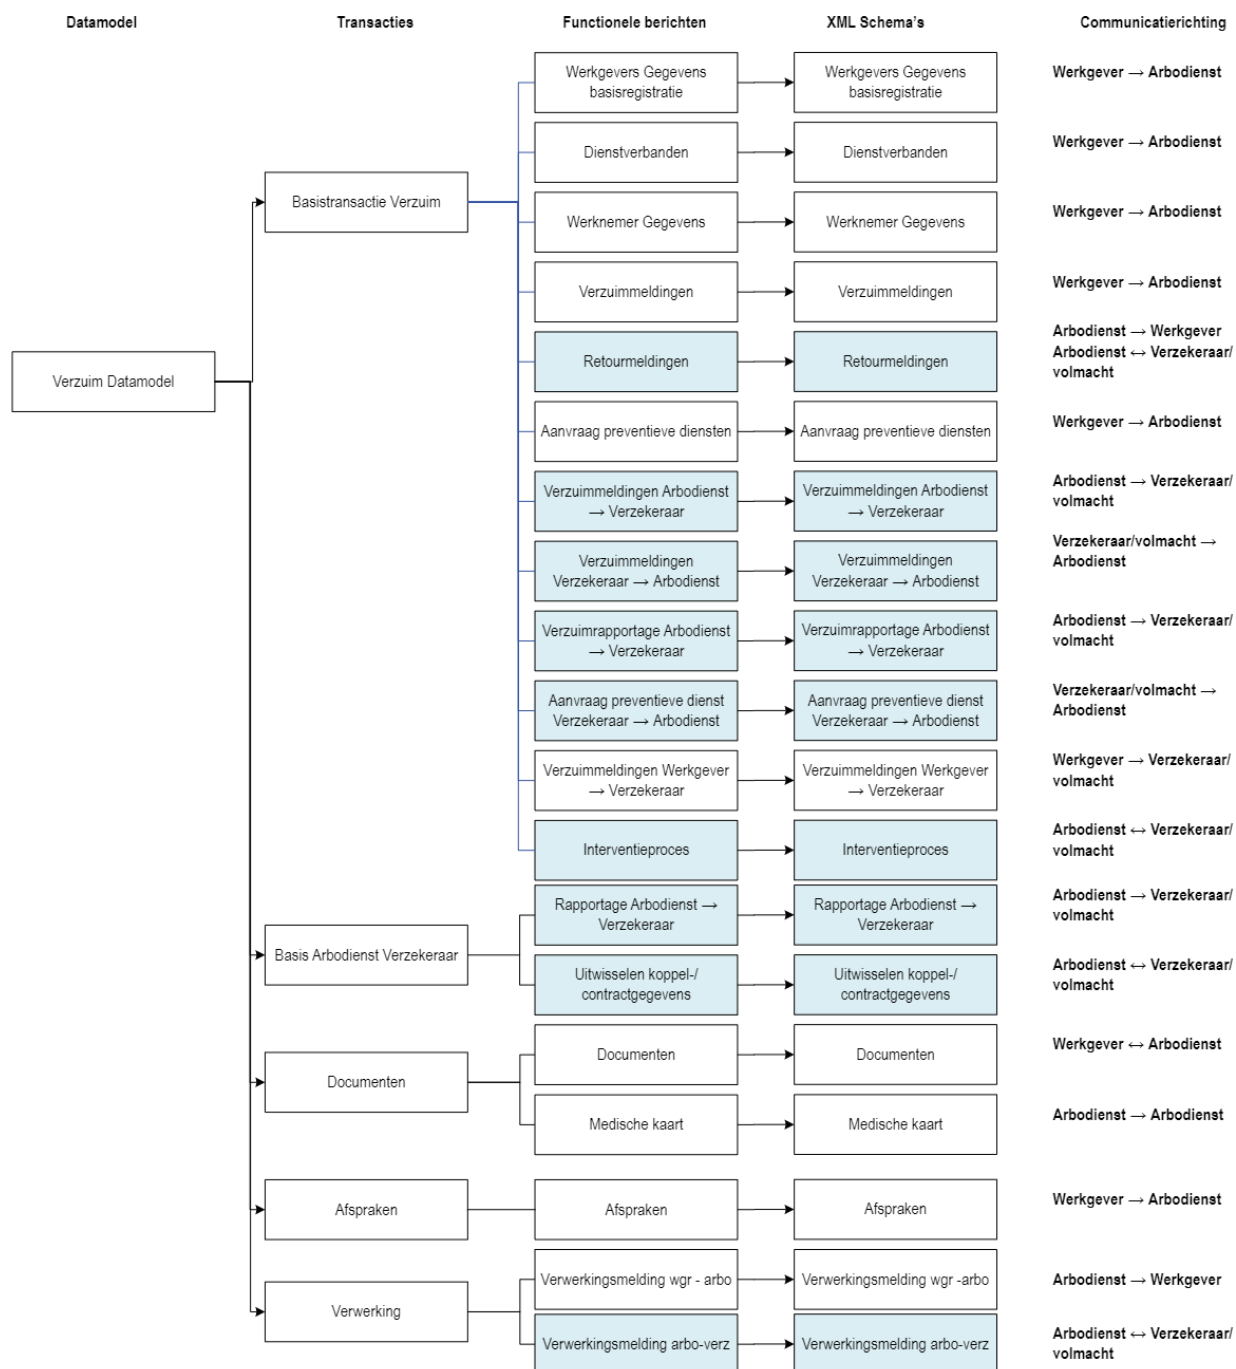 Datamodel
Transacties
Functionele berichten
XML Schema's
Communicatierichting
Werkgevers Gegevens
basisregistratie
Werkgevers Gegevens
basisregistratie
Werkgever → Arbodienst
Dienstverbanden
Dienstverbanden
Werkgever → Arbodienst
Basistransactie Verzuim
Werknemer Gegevens
Werknemer Gegevens
Werkgever → Arbodienst
Verzuimmeldingen
Verzuimmeldingen
Werkgever → Arbodienst
Verzuim Datamodel
Retourmeldingen
Retourmeldingen
Arbodienst → Werkgever
Arbodienst ↔ Verzekeraar/
volmacht
Aanvraag preventieve diensten
Aanvraag preventieve diensten
Werkgever → Arbodienst
Verzuimmeldingen Arbodienst
→ Verzekeraar
Verzuimmeldingen Arbodienst
→ Verzekeraar
Arbodienst → Verzekeraar/
volmacht
Verzuimmeldingen
Verzekeraar → Arbodienst
Verzuimmeldingen
Verzekeraar → Arbodienst
Verzekeraar/volmacht →
Arbodienst
Verzuimrapportage Arbodienst
→ Verzekeraar
Verzuimrapportage Arbodienst
→ Verzekeraar
Arbodienst → Verzekeraar/
volmacht
Aanvraag preventieve dienst
Verzekeraar → Arbodienst
Aanvraag preventieve dienst
Verzekeraar → Arbodienst
Verzekeraar/volmacht →
Arbodienst
Verzuimmeldingen Werkgever
→ Verzekeraar
Verzuimmeldingen Werkgever
→ Verzekeraar
Werkgever → Verzekeraar/
volmacht
Interventieproces
Interventieproces
Arbodienst ↔ Verzekeraar/
volmacht
Basis Arbodienst Verzekeraar
Rapportage Arbodienst →
Verzekeraar
Rapportage Arbodienst →
Verzekeraar
Arbodienst → Verzekeraar/
volmacht
Uitwisselen koppel-/
contractgegevens
Uitwisselen koppel-/
contractgegevens
Arbodienst ↔ Verzekeraar/
volmacht
Documenten
Documenten
Documenten
Werkgever ↔ Arbodienst
Medische kaart
Medische kaart
Arbodienst → Arbodienst
Afspraken
Afspraken
Afspraken
Werkgever → Arbodienst
Verwerking
Verwerkingsmelding wgr - arbo
Verwerkingsmelding wgr -arbo
Arbodienst → Werkgever
Verwerkingsmelding arbo-verz
Verwerkingsmelding arbo-verz
Arbodienst ↔ Verzekeraar/
volmacht